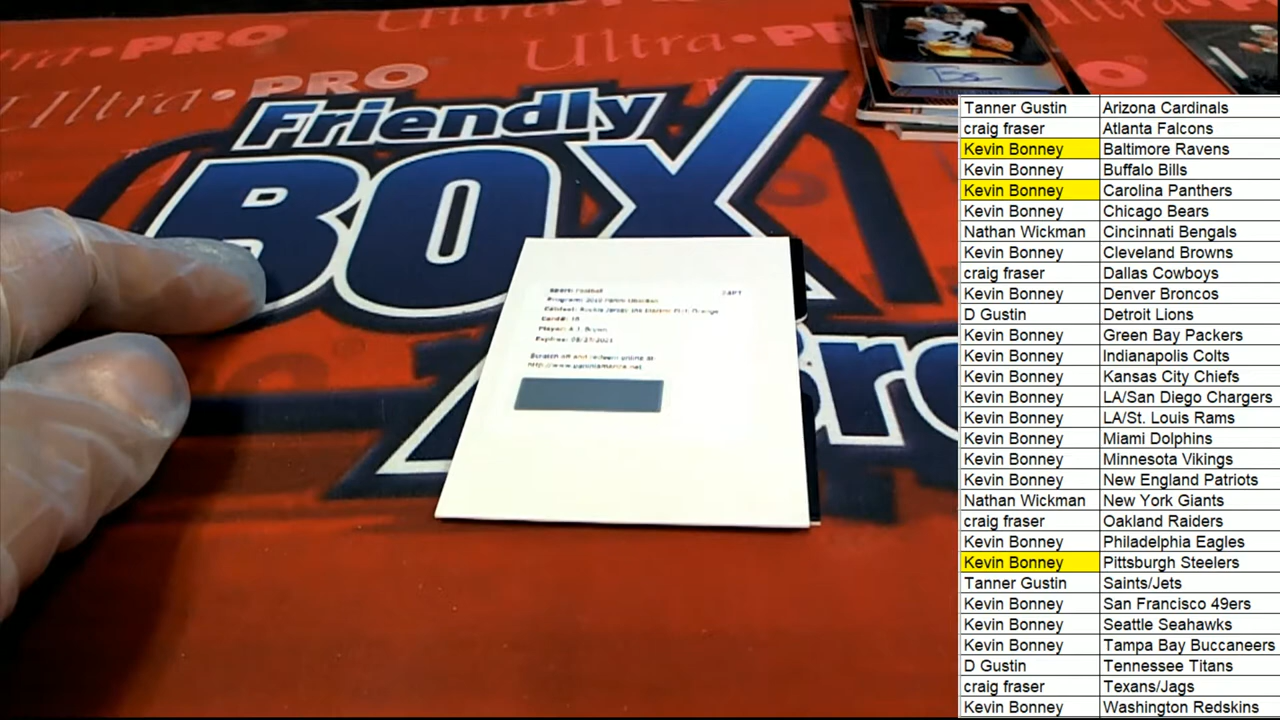 Ultra•PRO
Ultra•PRO
Ultra•PRO
Friendly
BOX
Bre
Sport: Football
Player: A.J. Brown
Scratch off and redeem online at
Tanner Gustin Arizona Cardinals
craig fraser Atlanta Falcons
Kevin Bonney Baltimore Ravens
Kevin Bonney Buffalo Bills
Kevin Bonney Carolina Panthers
Kevin Bonney Chicago Bears
Nathan Wickman Cincinnati Bengals
Kevin Bonney Cleveland Browns
craig fraser Dallas Cowboys
Kevin Bonney Denver Broncos
D Gustin Detroit Lions
Kevin Bonney Green Bay Packers
Kevin Bonney Indianapolis Colts
Kevin Bonney Kansas City Chiefs
Kevin Bonney LA/San Diego Chargers
Kevin Bonney LA/St. Louis Rams
Kevin Bonney Miami Dolphins
Kevin Bonney Minnesota Vikings
Kevin Bonney New England Patriots
Nathan Wickman New York Giants
craig fraser Oakland Raiders
Kevin Bonney Philadelphia Eagles
Kevin Bonney Pittsburgh Steelers
Tanner Gustin Saints/Jets
Kevin Bonney San Francisco 49ers
Kevin Bonney Seattle Seahawks
Kevin Bonney Tampa Bay Buccaneers
D Gustin Tennessee Titans
craig fraser Texans/Jags
Kevin Bonney Washington Redskins